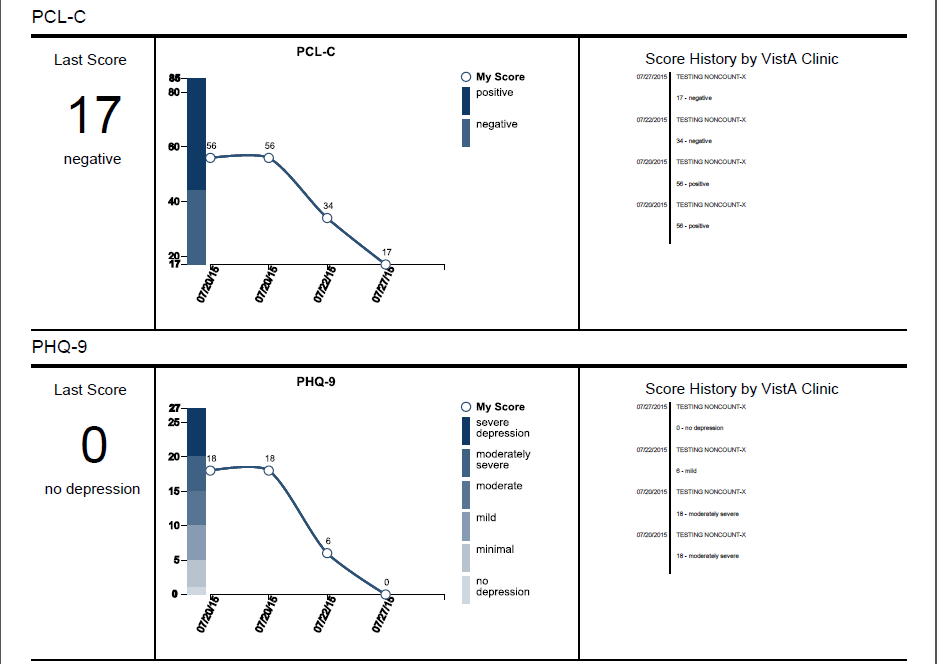 PCL-C
Last Score
17
negative
PCL-C
85
80
60
40
20
17
56
56
34
17
07/20/15
07/20/15
07/22/15
07/27/15
My Score
positive
negative
Score History by VistA Clinic
07/27/2015 TESTING NONCOUNT-X
17 - negative
07/22/2015 TESTING NONCOUNT-X
34 - negative
07/20/2015 TESTING NONCOUNT-X
56 - positive
07/20/2015 TESTING NONCOUNT-X
56 - positive
PHQ-9
Last Score
0
no depression
PHQ-9
27
25
20
15
10
5
0
18
18
6
0
07/20/15
07/20/15
07/22/15
07/27/15
My Score
severe
depression
moderately
severe
moderate
mild
minimal
no
depression
Score History by VistA Clinic
07/27/2015 TESTING NONCOUNT-X
0 - no depression
07/22/2015 TESTING NONCOUNT-X
6 - mild
07/20/2015 TESTING NONCOUNT-X
18 - moderately severe
07/20/2015 TESTING NONCOUNT-X
18 - moderately severe